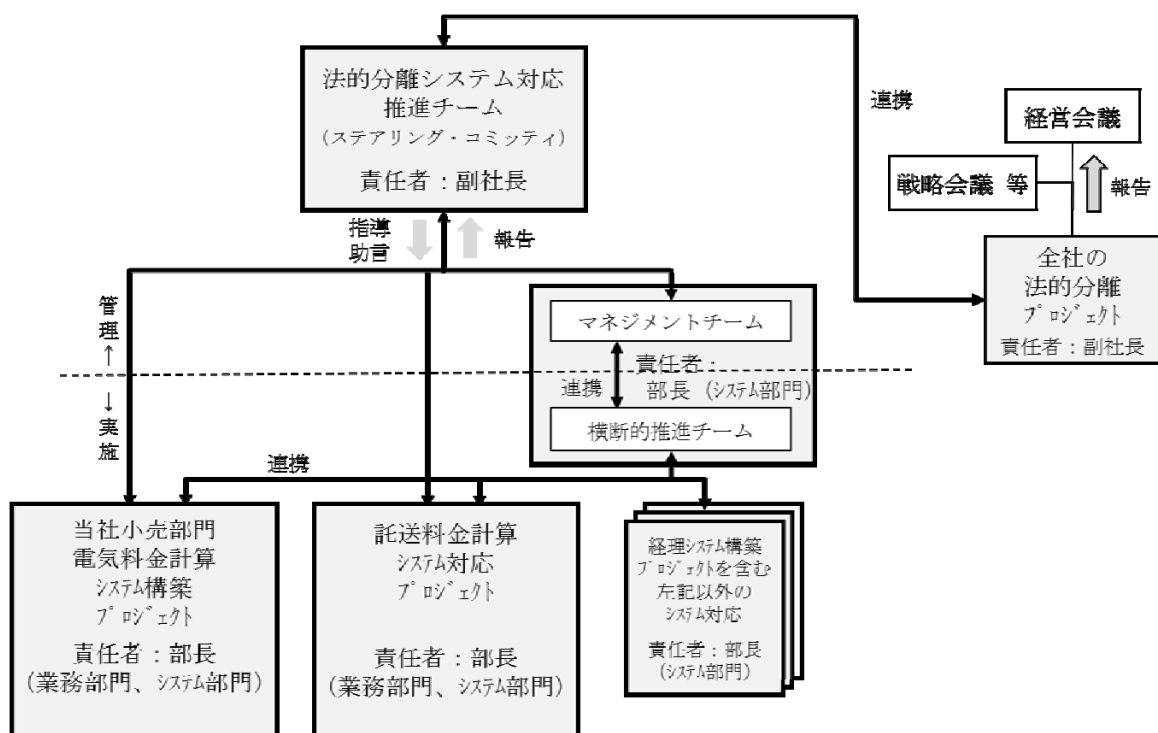 法的分離システム対応
推進チーム
(ステアリング・コミッティ)
責任者：副社長
連携
経営会議
戦略会議 等
報告
全社の
法的分離
ﾌﾟﾛｼﾞｪｸﾄ
責任者：副社長
指導
助言
報告
管理↑
↓実施
マネジメントチーム
責任者：
部長 (ｼｽﾃﾑ部門)
連携
横断的推進チーム
連携
当社小売部門
電気料金計算
ｼｽﾃﾑ構築
ﾌﾟﾛｼﾞｪｸﾄ
責任者：部長
(業務部門、ｼｽﾃﾑ部門)
託送料金計算
ｼｽﾃﾑ対応
ﾌﾟﾛｼﾞｪｸﾄ
責任者：部長
(業務部門、ｼｽﾃﾑ部門)
経理ｼｽﾃﾑ構築
ﾌﾟﾛｼﾞｪｸﾄを含む
左記以外の
ｼｽﾃﾑ対応
責任者：部長
(ｼｽﾃﾑ部門)